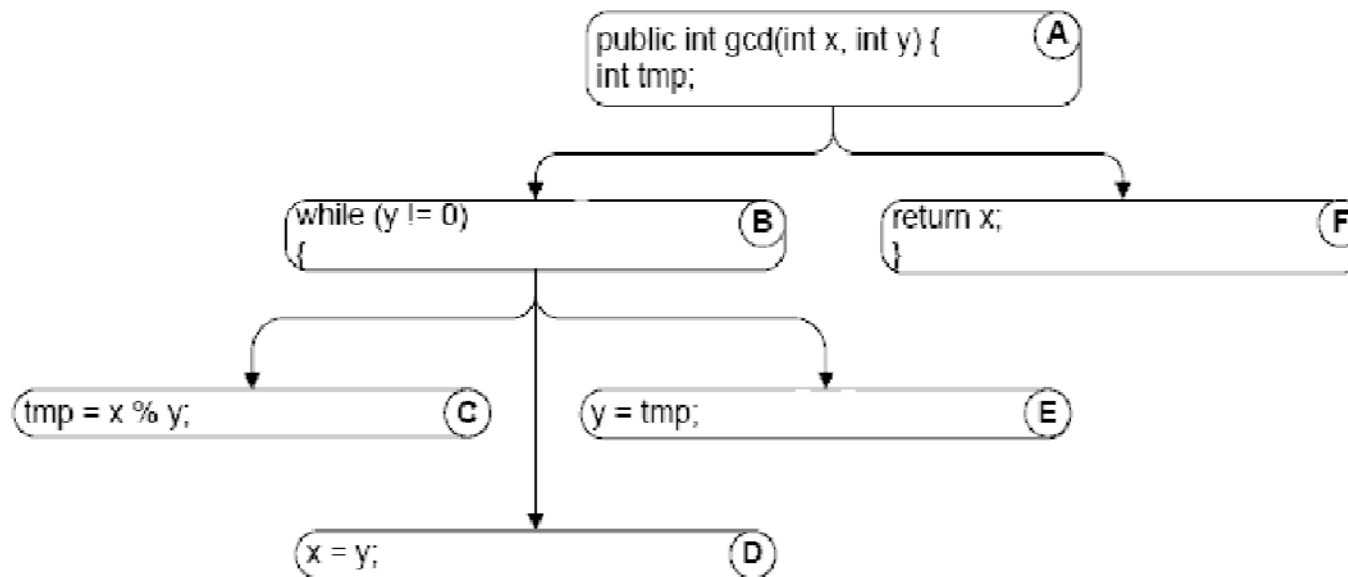 public int gcd(int x, int y) {
A
int tmp;
while (y != 0)
{
B
return x;
}
F
tmp = x % y;
C
y = tmp;
E
x = y;
D